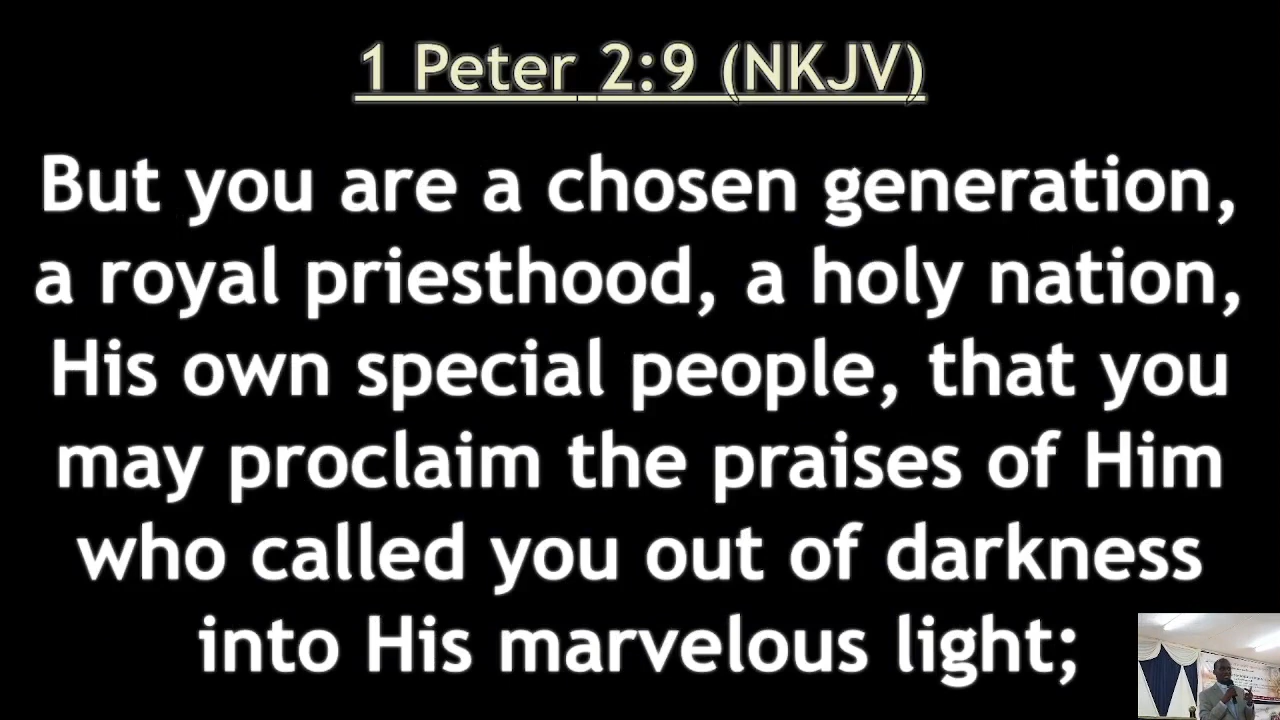 1 Peter 2:9 (NKJV)
But you are a chosen generation,
a royal priesthood, a holy nation,
His own special people, that you
may proclaim the praises of Him
who called you out of darkness
into His marvelous light;